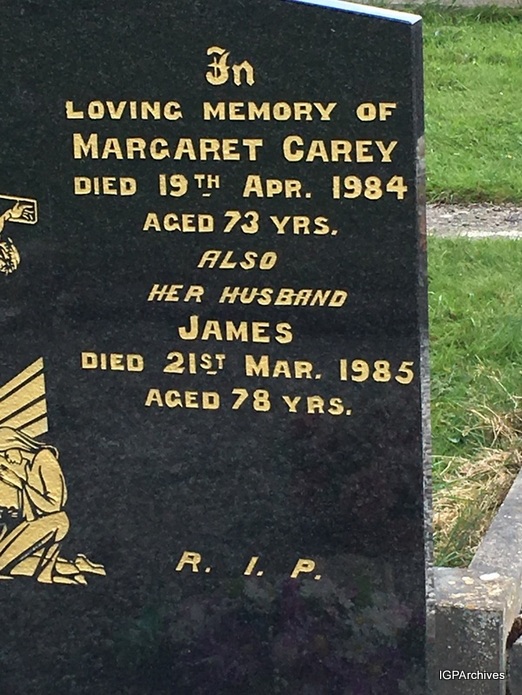 In
LOVING MEMORY OF
MARGARET CAREY
DIED 19TH APR. 1984
AGED 73 YRS.
ALSO
HER HUSBAND
JAMES
DIED 21ST MAR. 1985
AGED 78 YRS.
R. I. P.
IGPArchives